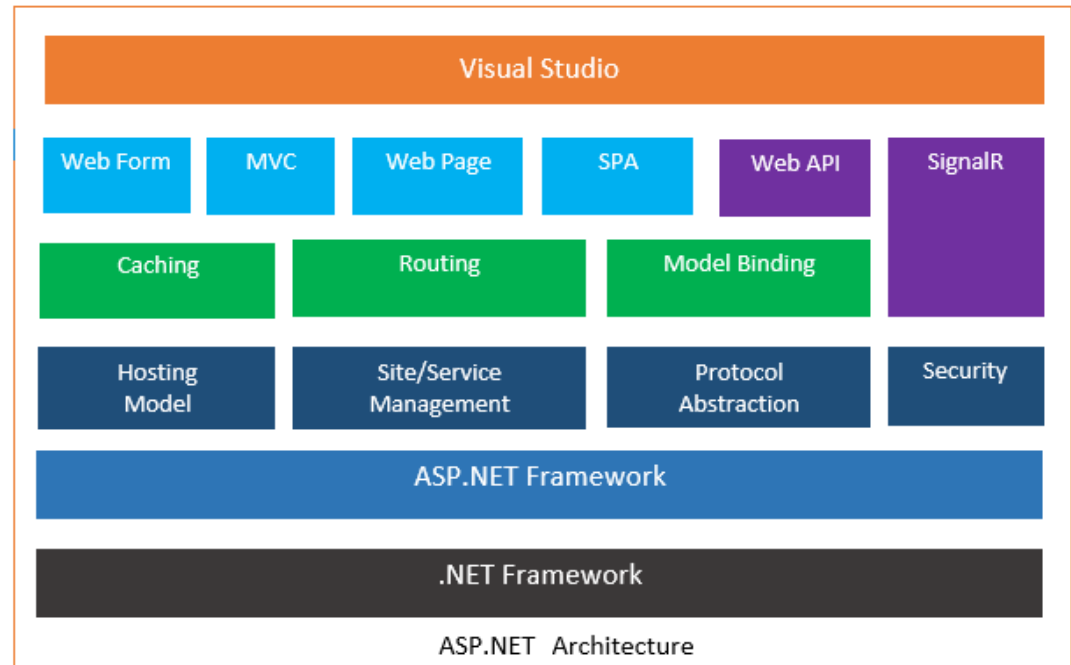 Visual Studio
Web Form
MVC
Web Page
SPA
Web API
SignalR
Caching
Routing
Model Binding
Hosting
Model
Site/Service
Management
Protocol
Abstraction
Security
ASP.NET Framework
.NET Framework
ASP.NET Architecture